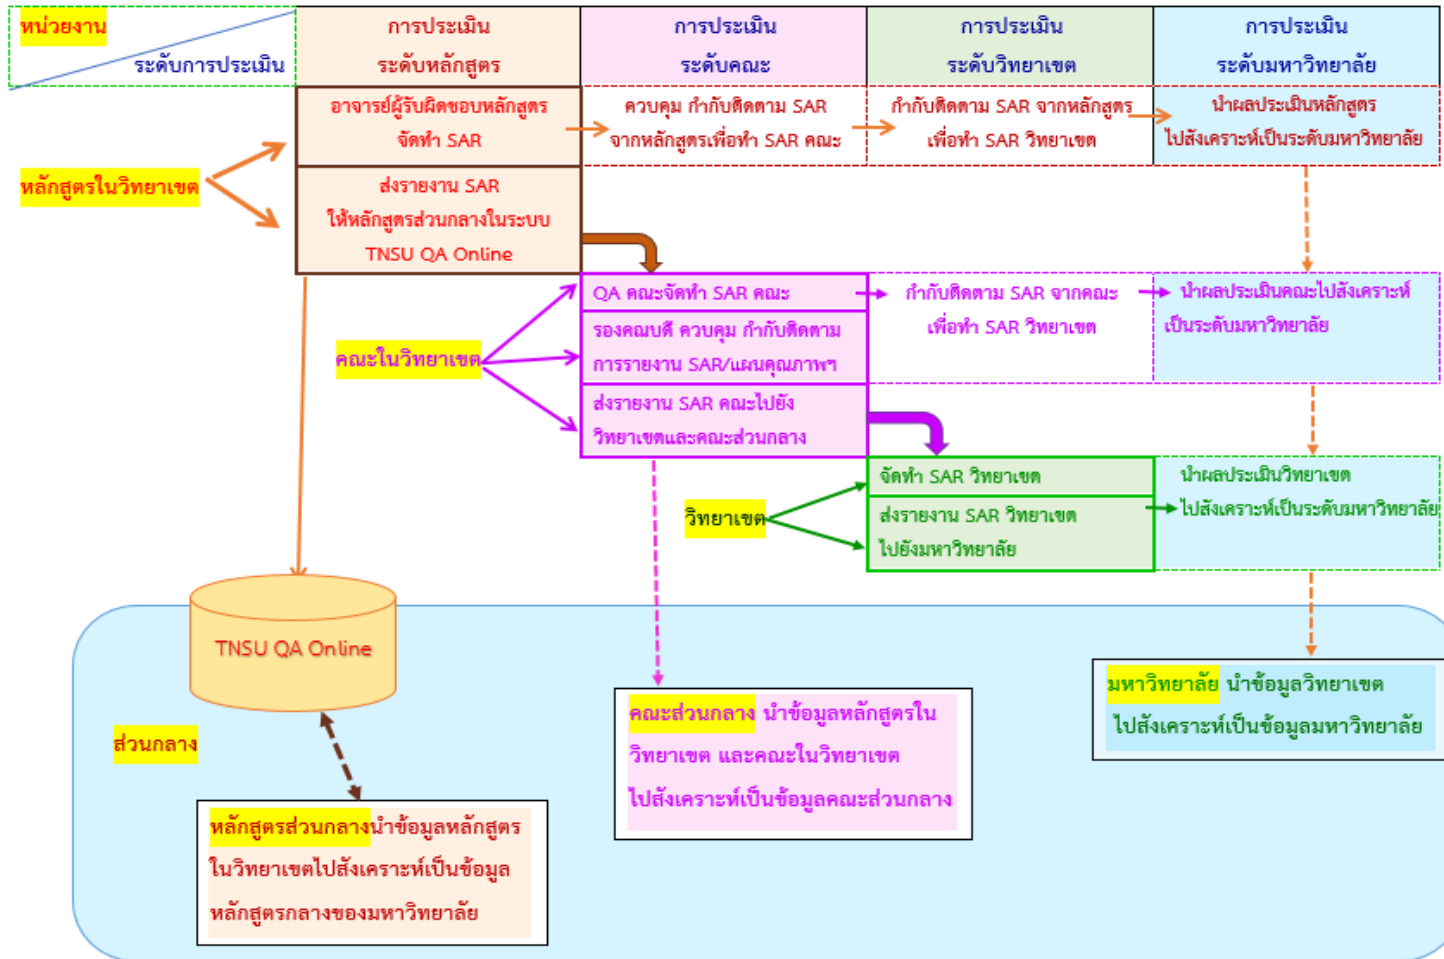 หน่วยงาน
ระดับการประเมิน
การประเมิน
ระดับหลักสูตร
การประเมิน
ระดับคณะ
การประเมิน
ระดับวิทยาเขต
การประเมิน
ระดับมหาวิทยาลัย
หลักสูตรในวิทยาเขต
อาจารย์ผู้รับผิดชอบหลักสูตร
จัดทำ SAR
ควบคุม กำกับติดตาม SAR
จากหลักสูตรเพื่อทำ SAR คณะ
กำกับติดตาม SAR จากหลักสูตร
เพื่อทำ SAR วิทยาเขต
นำผลประเมินหลักสูตร
ไปสังเคราะห์เป็นระดับมหาวิทยาลัย
ส่งรายงาน SAR
ให้หลักสูตรส่วนกลางในระบบ
TNSU QA Online
คณะในวิทยาเขต
QA คณะจัดทำ SAR คณะ
กำกับติดตาม SAR จากคณะ
เพื่อทำ SAR วิทยาเขต
นำผลประเมินคณะไปสังเคราะห์
เป็นระดับมหาวิทยาลัย
รองคณบดี ควบคุม กำกับติดตาม
การรายงาน SAR/แผนคุณภาพฯ
ส่งรายงาน SAR คณะไปยัง
วิทยาเขตและคณะส่วนกลาง
วิทยาเขต
จัดทำ SAR วิทยาเขต
ส่งรายงาน SAR วิทยาเขต
ไปยังมหาวิทยาลัย
นำผลประเมินวิทยาเขต
ไปสังเคราะห์เป็นระดับมหาวิทยาลัย
TNSU QA Online
ส่วนกลาง
หลักสูตรส่วนกลางนำข้อมูลหลักสูตร
ในวิทยาเขตไปสังเคราะห์เป็นข้อมูล
หลักสูตรกลางของมหาวิทยาลัย
คณะส่วนกลาง นำข้อมูลหลักสูตรใน
วิทยาเขต และคณะในวิทยาเขต
ไปสังเคราะห์เป็นข้อมูลคณะส่วนกลาง
มหาวิทยาลัย นำข้อมูลวิทยาเขต
ไปสังเคราะห์เป็นข้อมูลมหาวิทยาลัย